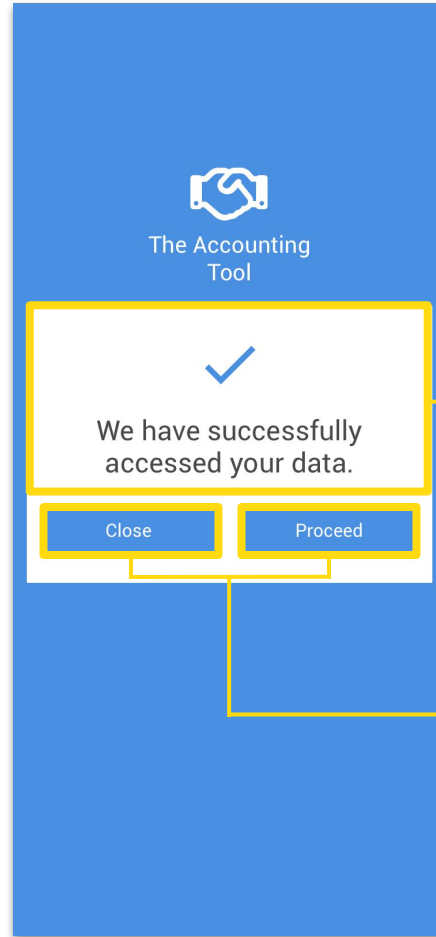 The Accounting
Tool
We have successfully
accessed your data.
Close
Proceed